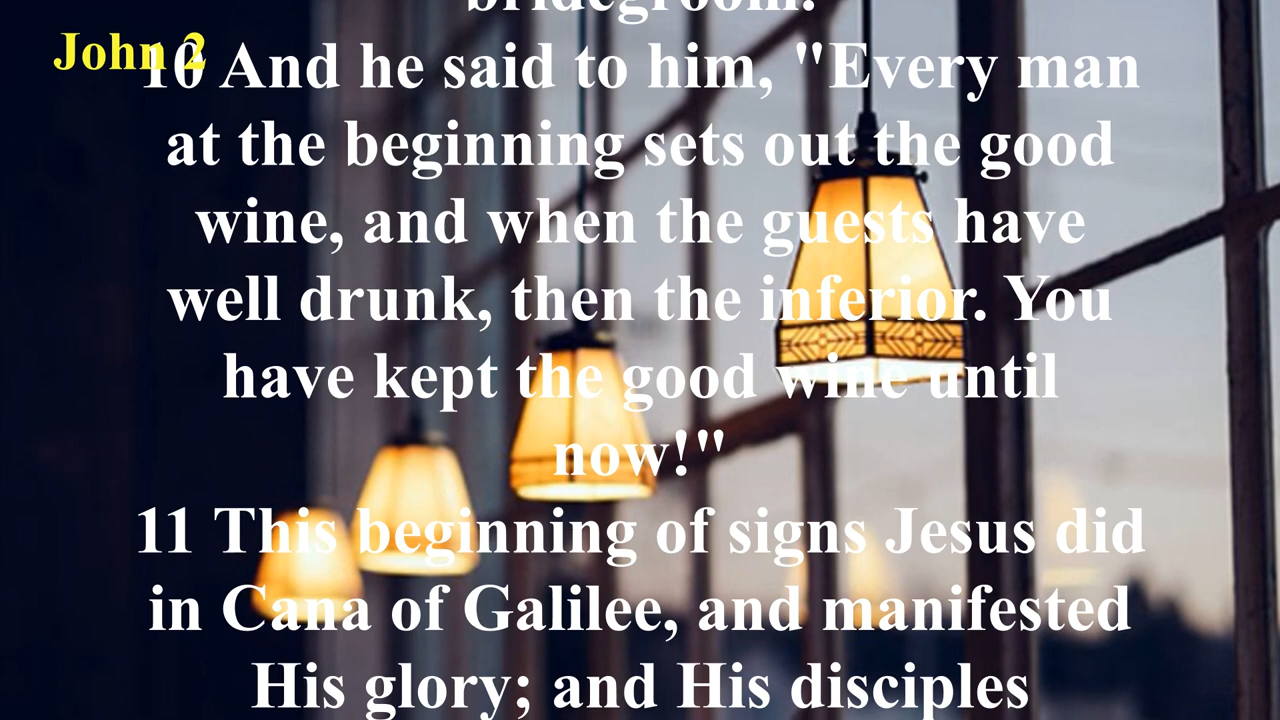 bridegroom.
John 2
10 And he said to him, "Every man
at the beginning sets out the good
wine, and when the guests have
well drunk, then the inferior. You
have kept the good wine until
now!"
11 This beginning of signs Jesus did
in Cana of Galilee, and manifested
His glory; and His disciples